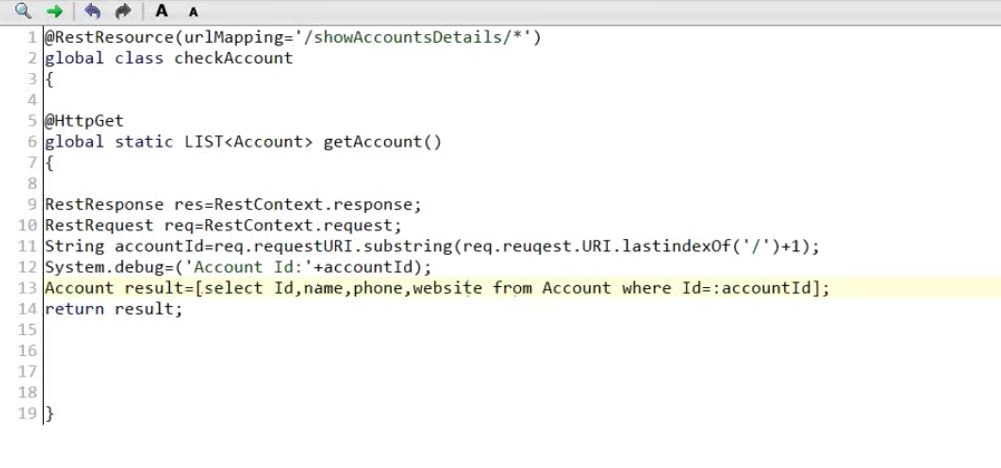 A A
1 @RestResource(urlMapping='/showAccountsDetails/*')
2 global class checkAccount
3 {
4
5 @HttpGet
6 global static LIST<Account> getAccount()
7 {
8
9 RestResponse res=RestContext.response;
10 RestRequest req=RestContext.request;
11 String accountId=req.requestURI.substring(req.reuqest.URI.lastindexOf('/')+1);
12 System.debug=('Account Id:'+accountId);
13 Account result=[select Id,name,phone,website from Account where Id=:accountId];
14 return result;
15
16
17
18
19 }